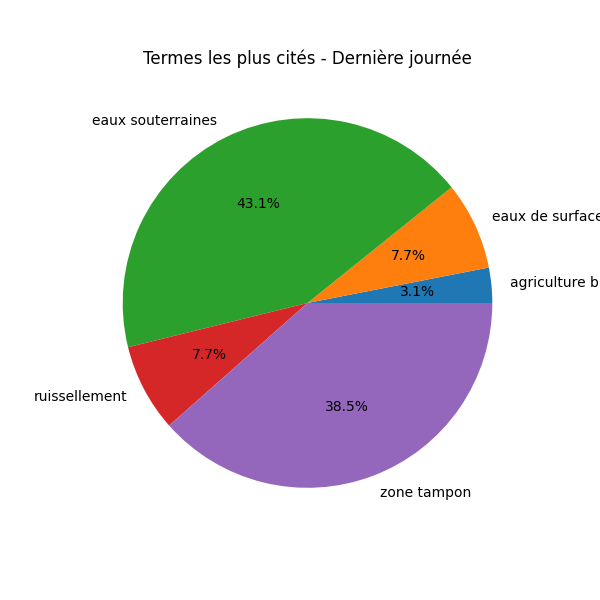 Termes les plus cités - Dernière journée
eaux souterraines
43.1%
eaux de surface
7.7%
agriculture b
3.1%
7.7%
ruissellement
38.5%
zone tampon